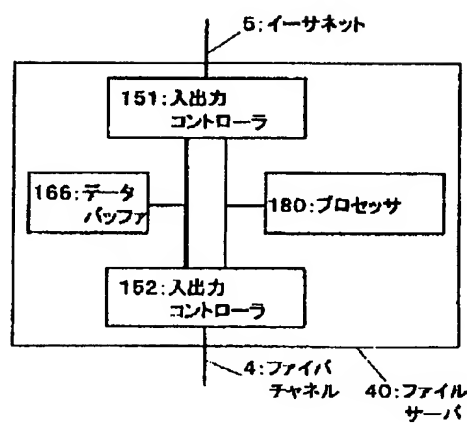 5:イーサネット
151:入出力
コントローラ
166:データ
バッファ
180:プロセッサ
152:入出力
コントローラ
4:ファイバ
チャネル
40:ファイル
サーバ